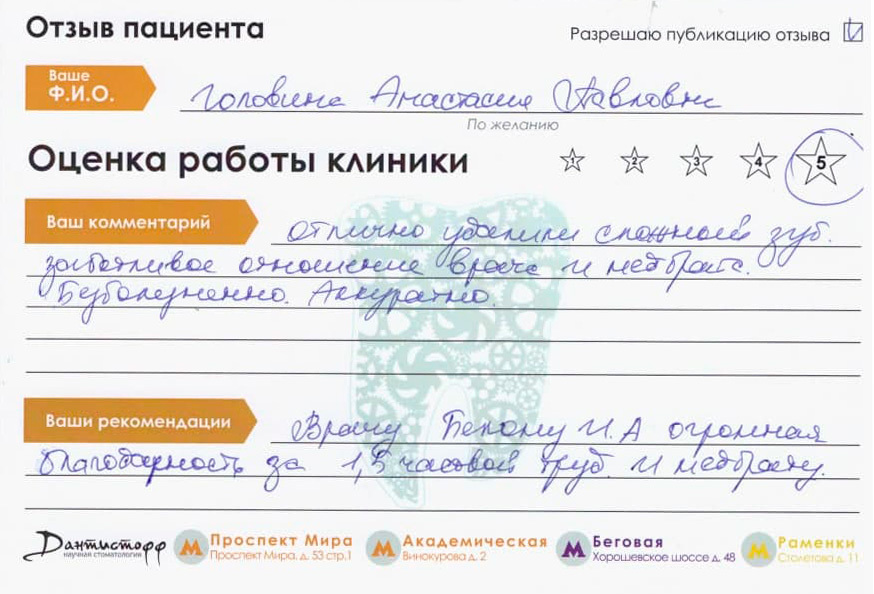 Отзыв пациента
Разрешаю публикацию отзыва
Ваше
Ф.И.О.
Головина Анастасия Павловна
По желанию
Оценка работы клиники
1 2 3 4 5
Ваш комментарий
отлично удалили сложный зуб.
заботливое отношение врача и медбрата.
Безболезненно. Аккуратно.
Ваши рекомендации
Врачу Белому И.А огромная
благодарность за 1,5 часовой труд. и медбрату.
Дантистофф
научная стоматология
Проспект Мира
Проспект Мира, д. 53 стр.1
Академическая
Винокурова д. 2
Беговая
Хорошевское шоссе д. 48
Раменки
Столетова д. 11